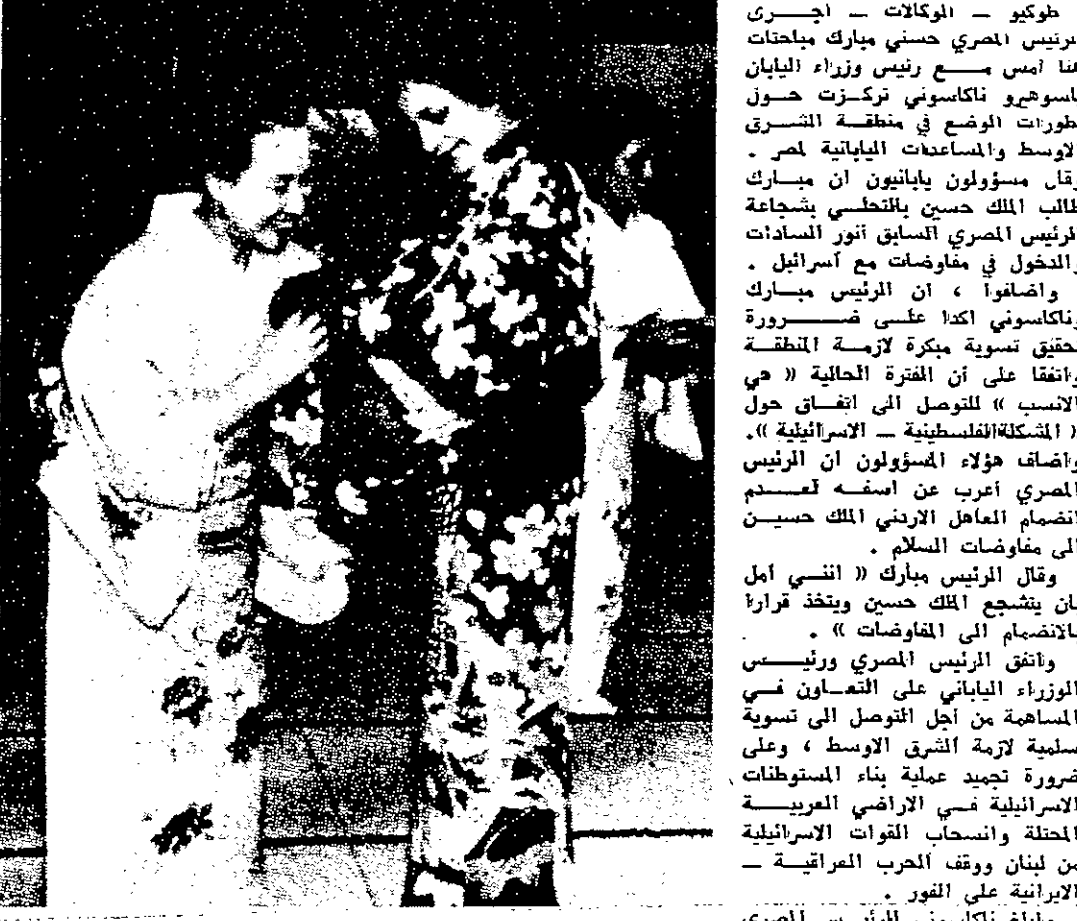 طوكيو — الوكالات — اجرى
الرئيس المصري حسني مبارك مباحثات
هنا امس مع رئيس وزراء اليابان
ياسوهيرو ناكاسوني تركزت حول
تطورات الوضع في منطقة الشرق
الاوسط والمساعدات اليابانية لمصر .
وقال مسؤولون يابانيون ان مبارك
طالب الملك حسين بالتحلي بشجاعة
الرئيس المصري السابق أنور السادات
والدخول في مفاوضات مع اسرائيل .
واضافوا ، ان الرئيس مبارك
وناكاسوني اكدا على ضرورة
تحقيق تسوية مبكرة لازمة المنطقة
واتفقا على أن الفترة الحالية (( هي
الانسب )) للتوصل الى اتفاق حول
(( المشكلةالفلسطينية — الاسرائيلية )).
واضاف هؤلاء المسؤولون ان الرئيس
المصري أعرب عن اسفه لعدم
انضمام العاهل الاردني الملك حسين
الى مفاوضات السلام .
وقال الرئيس مبارك (( انني أمل
بان يتشجع الملك حسين ويتخذ قرارا
بالانضمام الى المفاوضات )) .
واتفق الرئيس المصري ورئيس
الوزراء الياباني على التعاون في
المساهمة من أجل التوصل الى تسوية
سلمية لازمة الشرق الاوسط ، وعلى
ضرورة تجميد عملية بناء المستوطنات
الاسرائيلية في الاراضي العربية
المحتلة وانسحاب القوات الاسرائيلية
من لبنان ووقف الحرب العراقية —
الايرانية على الفور .